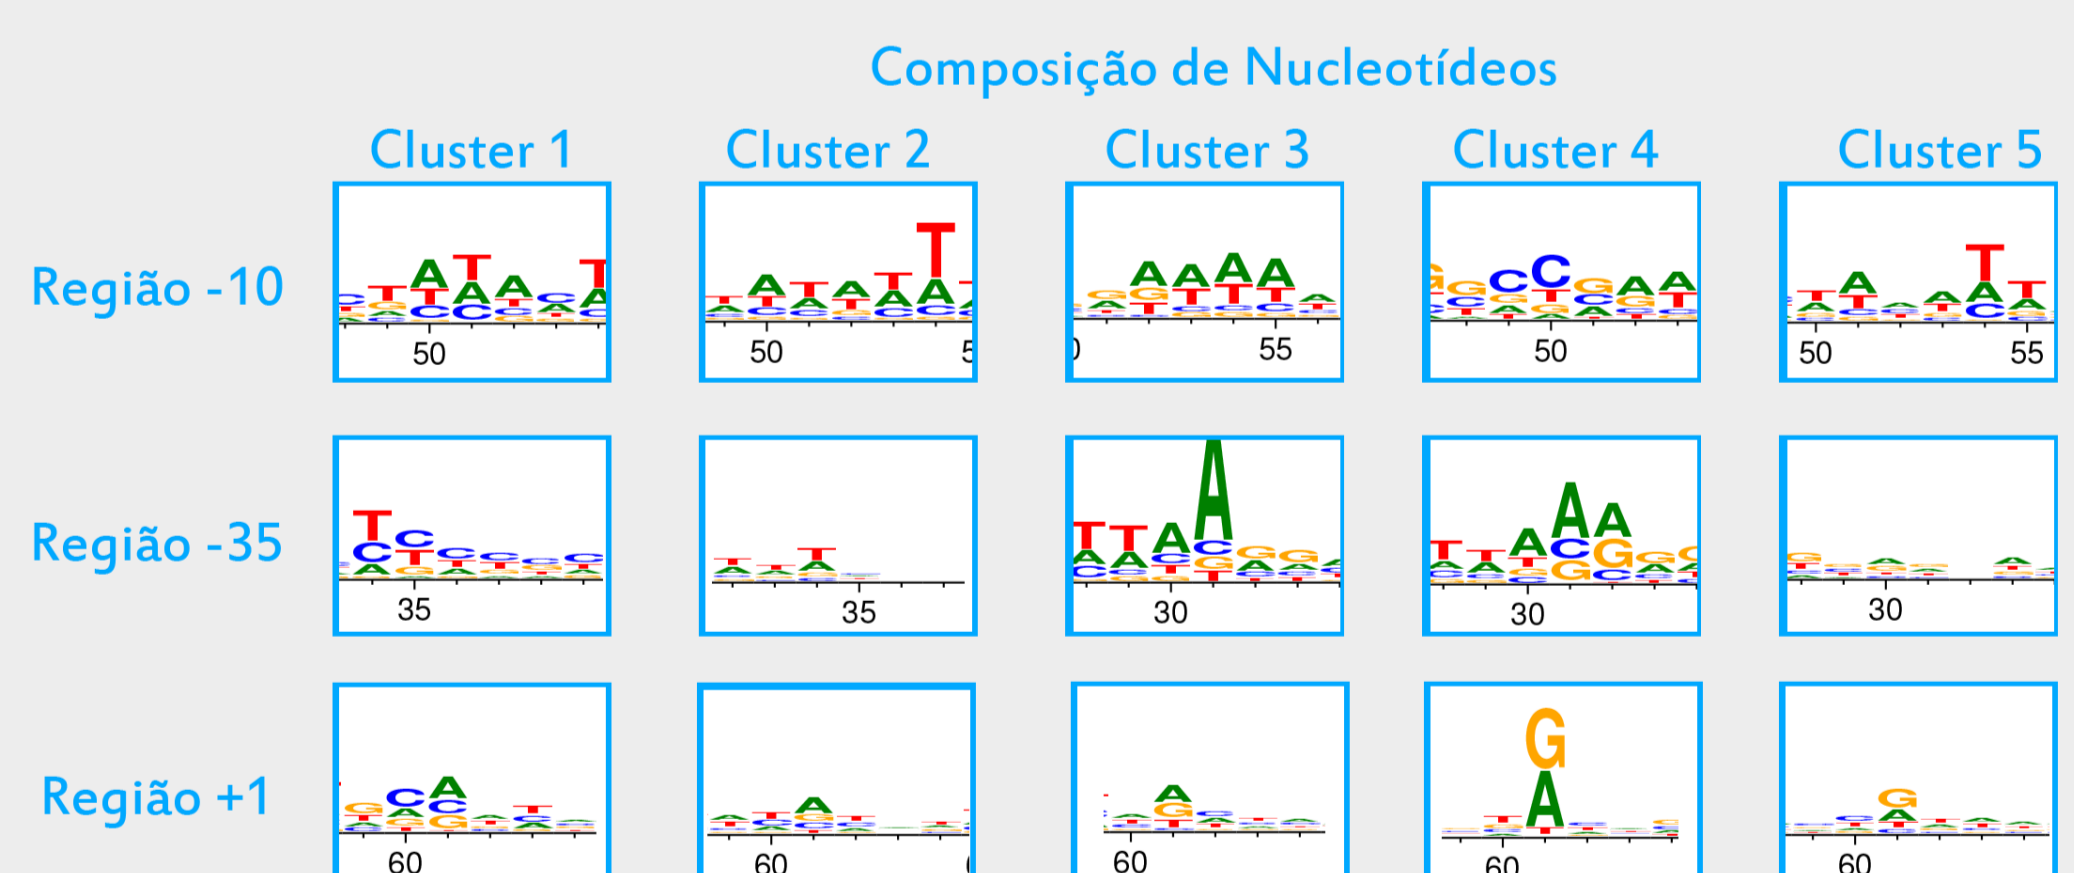 Composição de Nucleotídeos
Cluster 1 Cluster 2 Cluster 3 Cluster 4 Cluster 5
Região -10
50 50 55 50 50 55
Região -35
35 35 30 30 30
Região +1
60 60 60 60 60